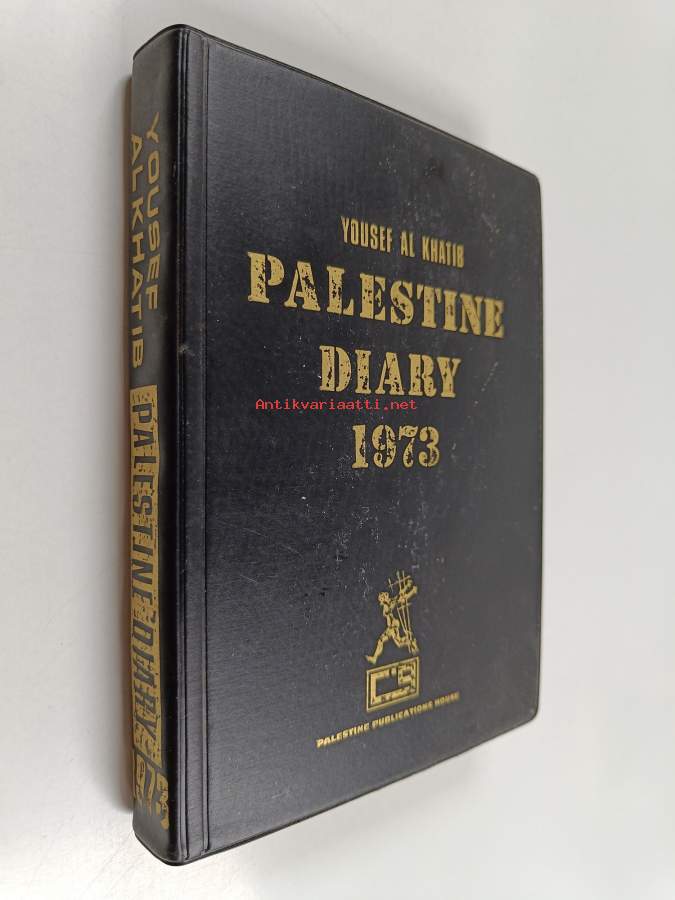 YOUSEF
ALKHATIB
PALESTINE DIARY
1973
YOUSEF AL KHATIB
PALESTINE
DIARY
Antikvariaatti.net
1973
PALESTINE PUBLICATIONS HOUSE